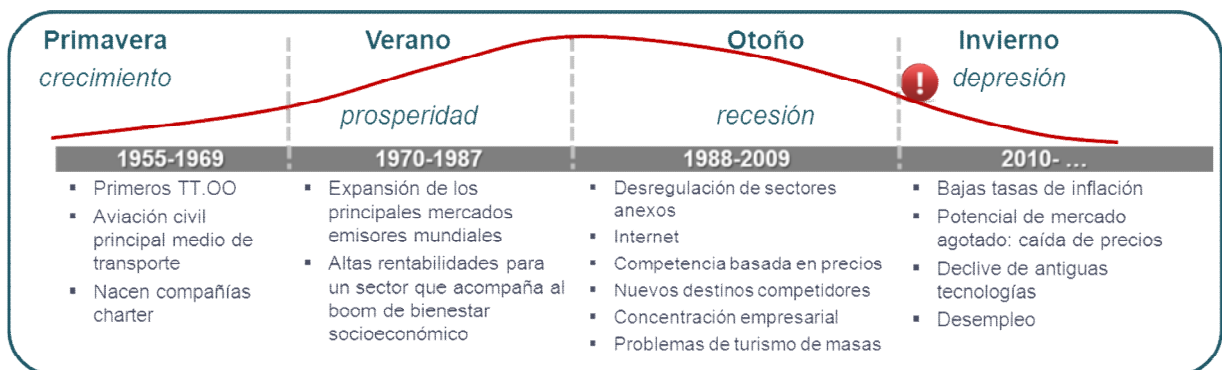 Primavera
crecimiento
Verano
prosperidad
Otoño
recesión
Invierno
!
depresión
1955-1969
1970-1987
1988-2009
2010- ...
▪ Primeros TT.OO
▪ Aviación civil
principal medio de
transporte
▪ Nacen compañías
charter
▪ Expansión de los
principales mercados
emisores mundiales
▪ Altas rentabilidades para
un sector que acompaña al
boom de bienestar
socioeconómico
▪ Desregulación de sectores
anexos
▪ Internet
▪ Competencia basada en precios
▪ Nuevos destinos competidores
▪ Concentración empresarial
▪ Problemas de turismo de masas
▪ Bajas tasas de inflación
▪ Potencial de mercado
agotado: caída de precios
▪ Declive de antiguas
tecnologías
▪ Desempleo